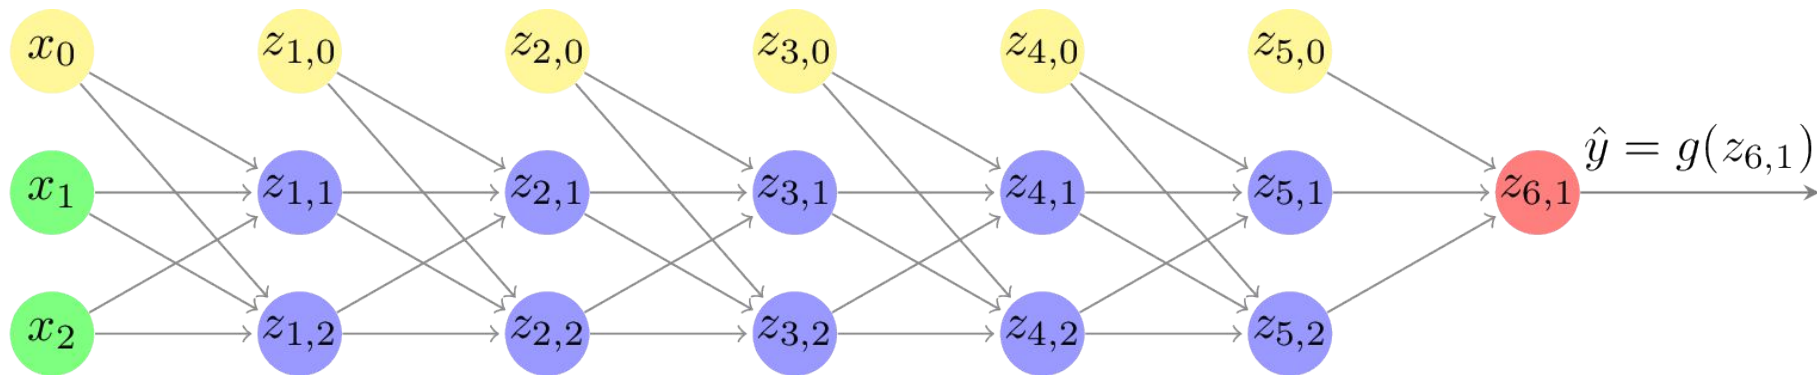 x₀ z₁,₀ z₂,₀ z₃,₀ z₄,₀ z₅,₀
x₁ z₁,₁ z₂,₁ z₃,₁ z₄,₁ z₅,₁ z₆,₁ ŷ = g(z₆,₁)
x₂ z₁,₂ z₂,₂ z₃,₂ z₄,₂ z₅,₂